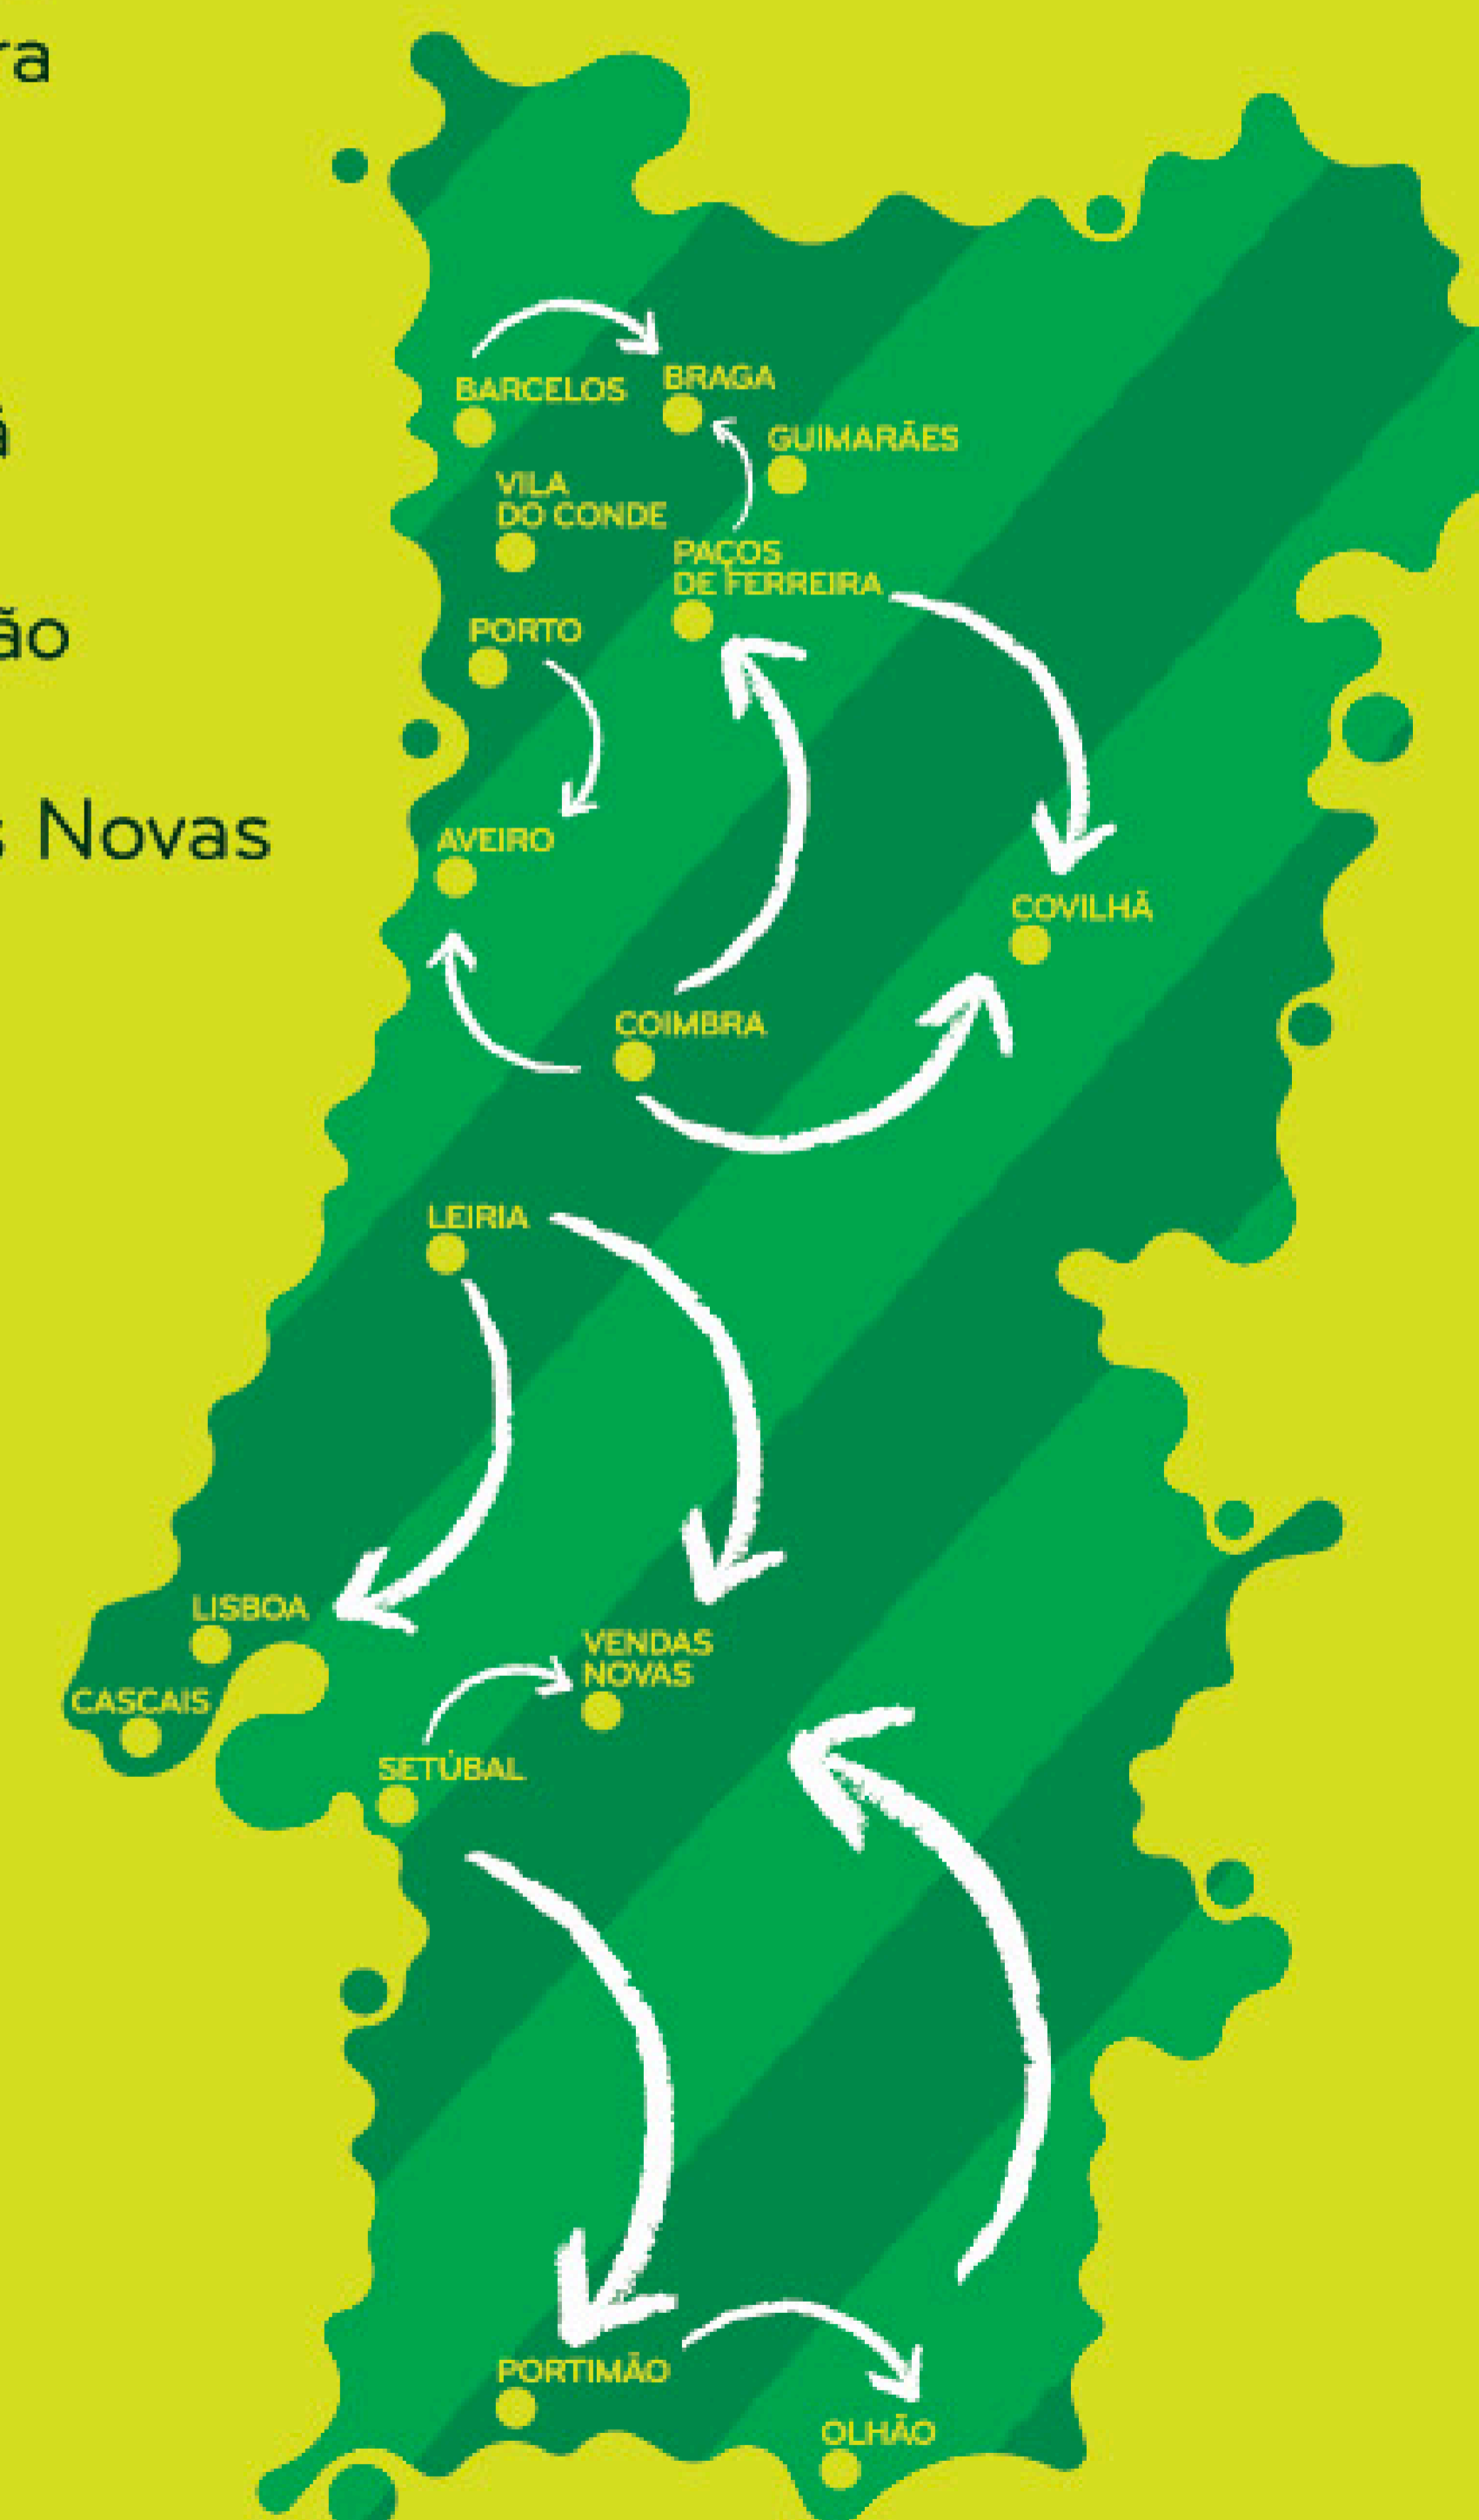 ra
BRAGA
BARCELOS
GUIMARÃES
VILA
DO CONDE
PAÇOS
DE FERREIRA
PORTO
ão
s Novas
AVEIRO
COVILHÃ
COIMBRA
LEIRIA
LISBOA
VENDAS
NOVAS
CASCAIS
SETÚBAL
PORTIMÃO
OLHÃO